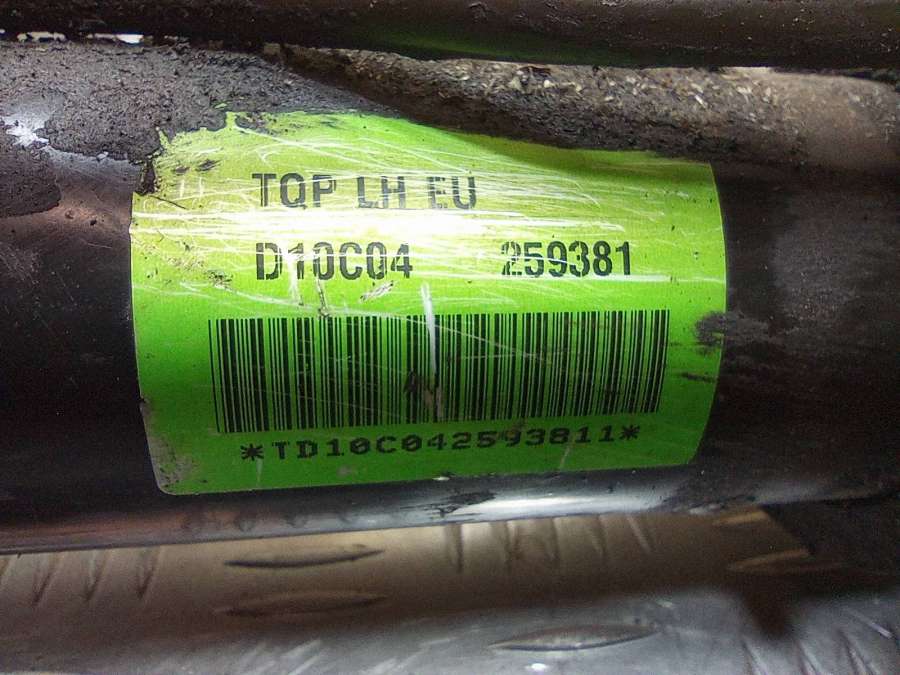 TQP LH EU
D10C04 259381
*TD10C042593811*